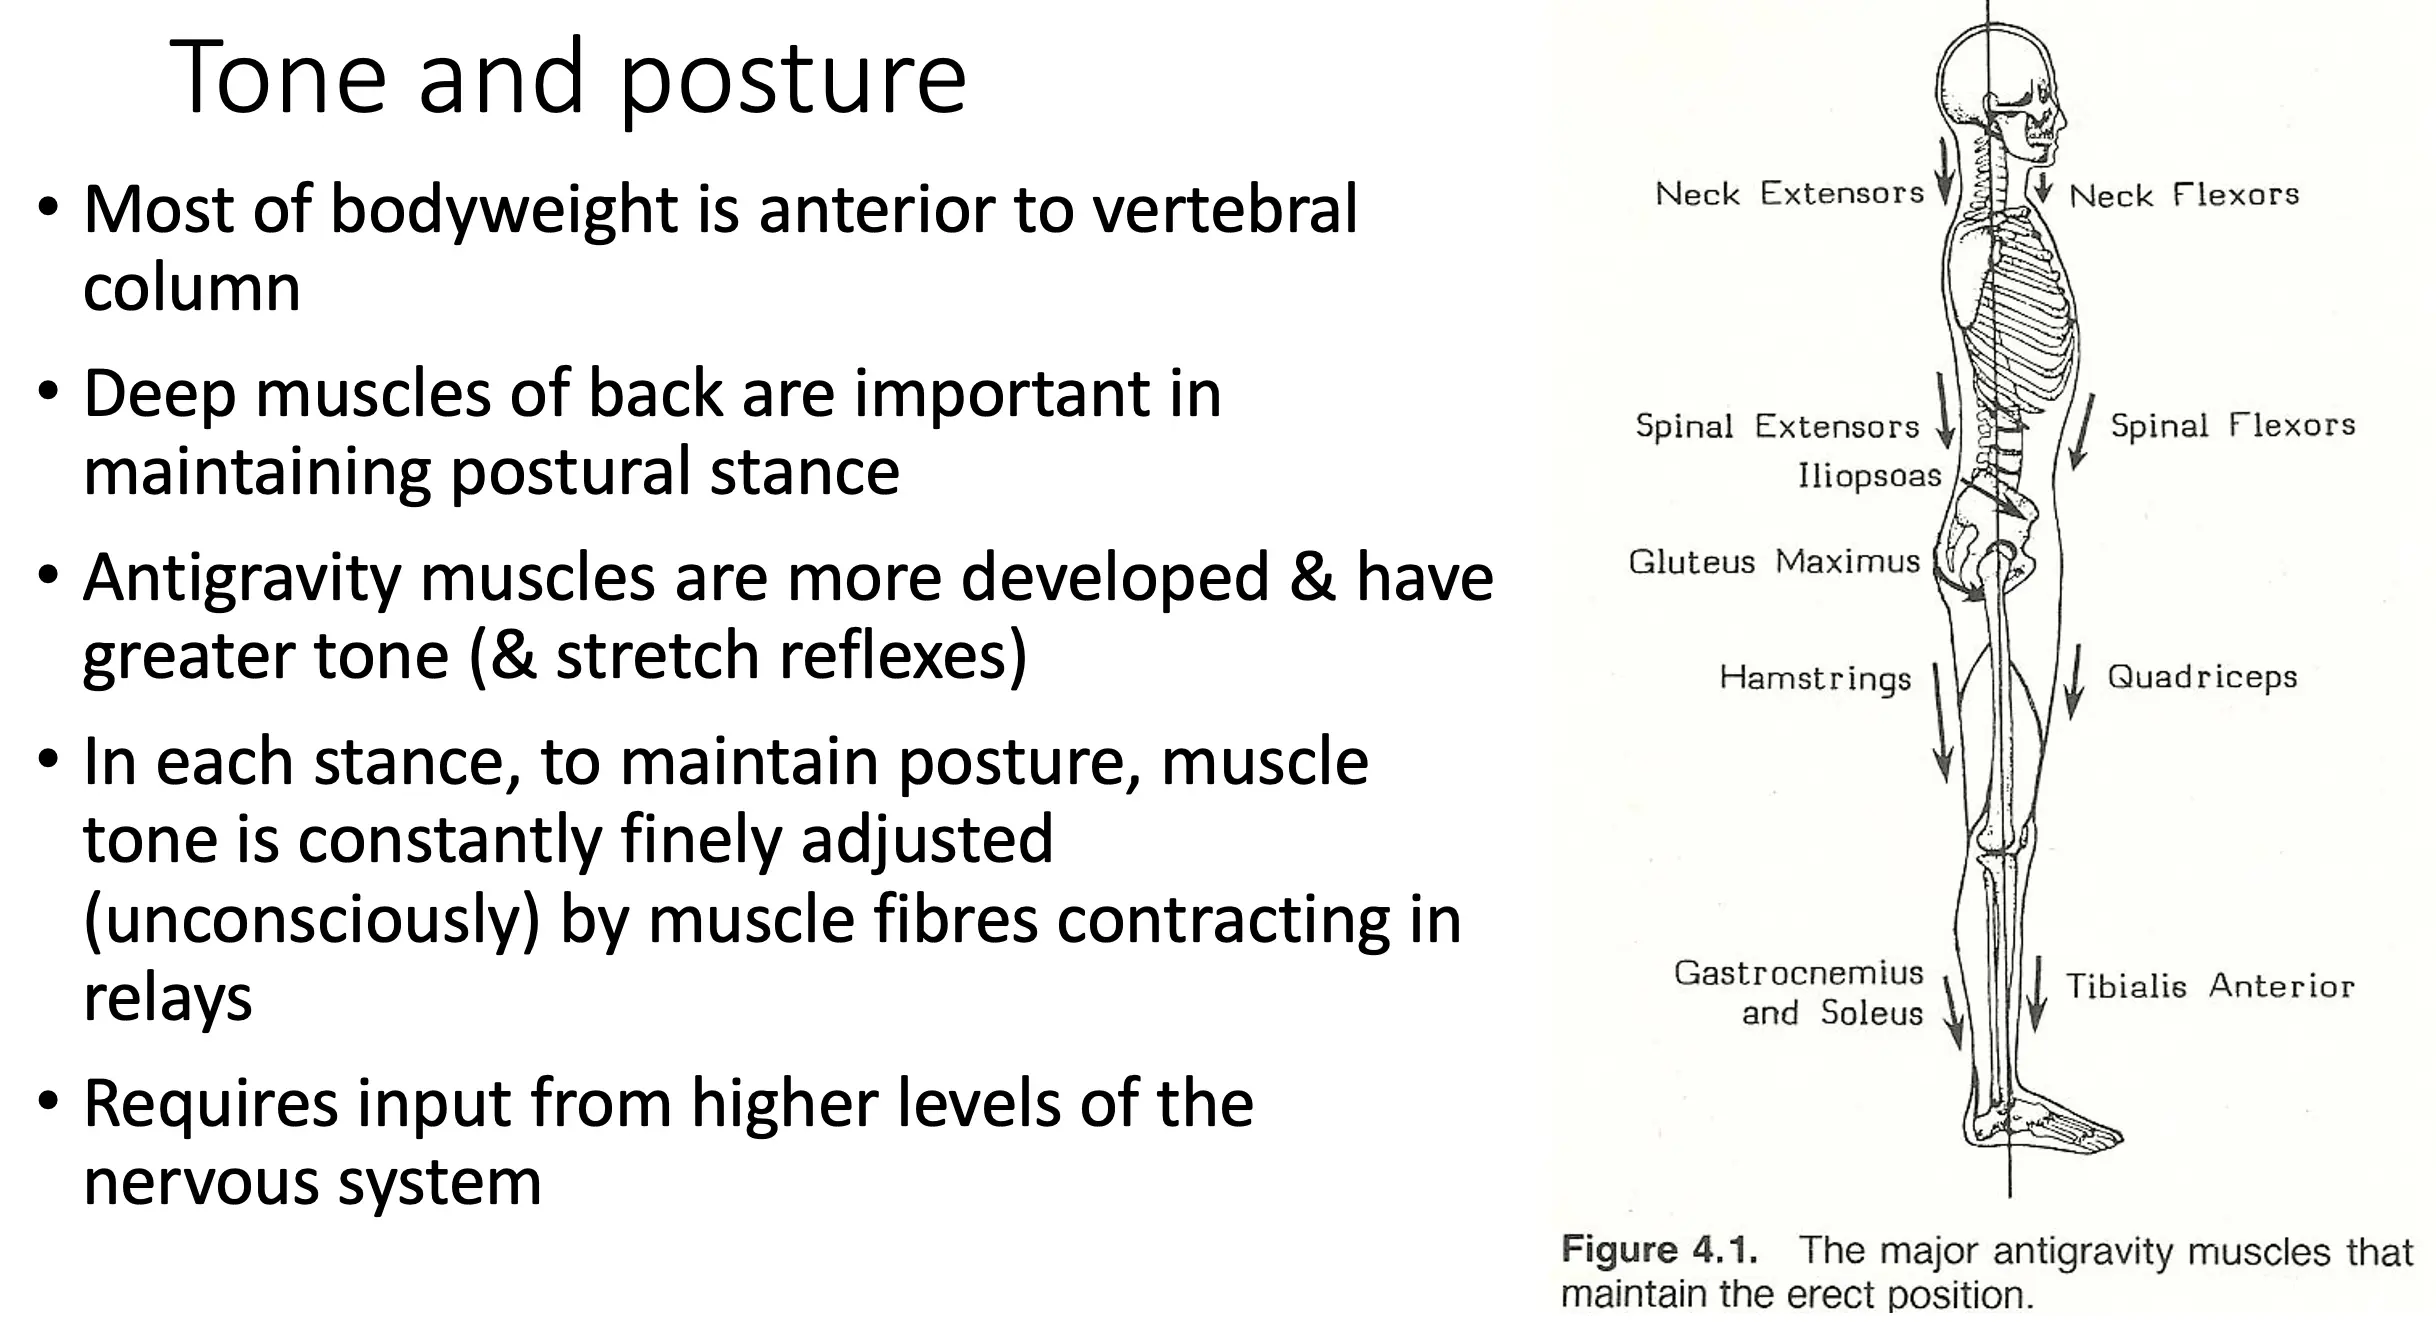 Tone and posture
• Most of bodyweight is anterior to vertebral
column
• Deep muscles of back are important in
maintaining postural stance
• Antigravity muscles are more developed & have
greater tone (& stretch reflexes)
• In each stance, to maintain posture, muscle
tone is constantly finely adjusted
(unconsciously) by muscle fibres contracting in
relays
• Requires input from higher levels of the
nervous system
Neck Extensors
Neck Flexors
Spinal Extensors
Spinal Flexors
Iliopsoas
Gluteus Maximus
Hamstrings
Quadriceps
Gastrocnemius
and Soleus
Tibialis Anterior
Figure 4.1. The major antigravity muscles that
maintain the erect position.